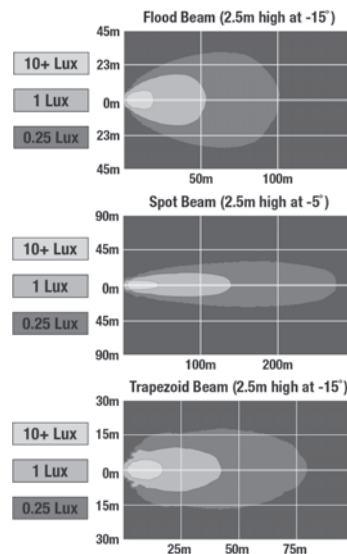 Flood Beam (2.5m high at -15˚)
45m
10+ Lux
23m
1 Lux
0m
23m
0.25 Lux
45m
50m 100m
Spot Beam (2.5m high at -5˚)
90m
10+ Lux
45m
1 Lux
0m
0.25 Lux
45m
90m
100m 200m
Trapezoid Beam (2.5m high at -15˚)
30m
10+ Lux
15m
1 Lux
0m
15m
0.25 Lux
30m
25m 50m 75m